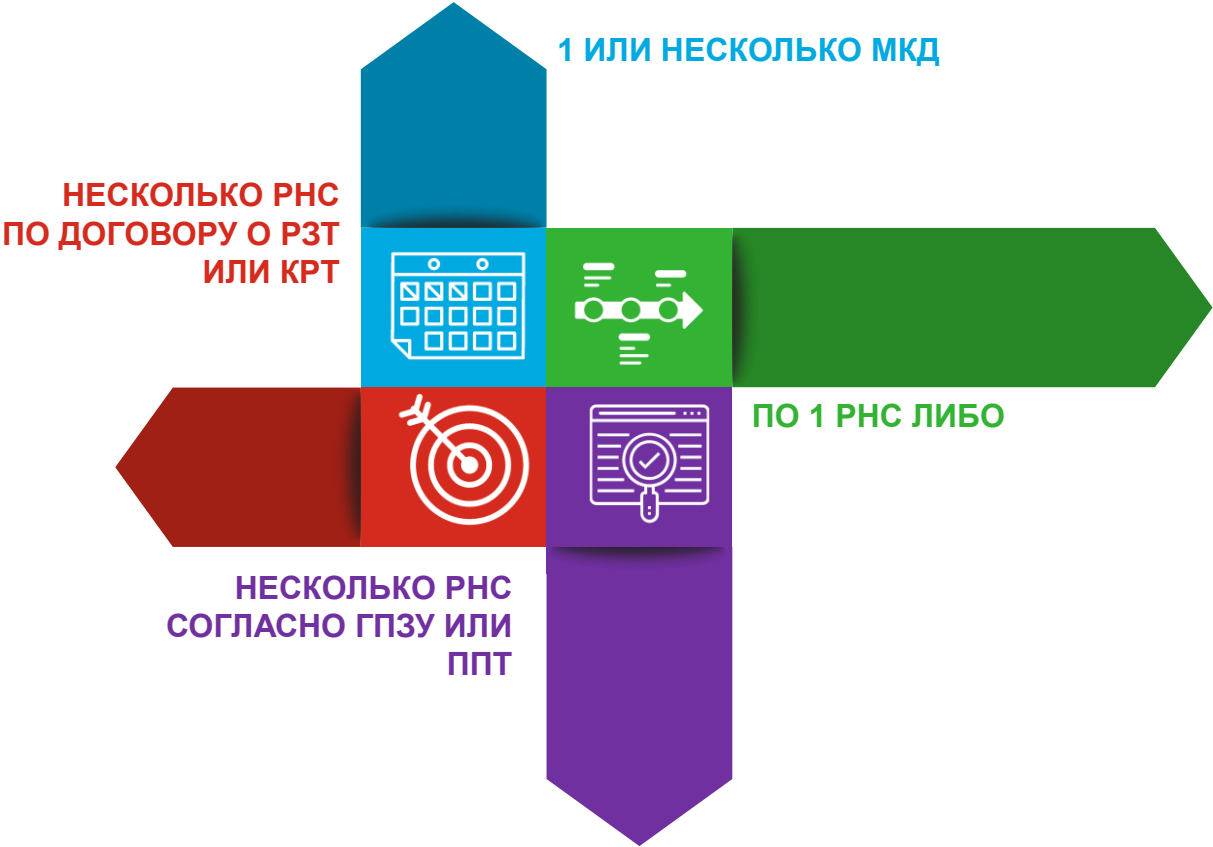 1 ИЛИ НЕСКОЛЬКО МКД
НЕСКОЛЬКО РНС
ПО ДОГОВОРУ О РЗТ
ИЛИ КРТ
ПО 1 РНС ЛИБО
НЕСКОЛЬКО РНС
СОГЛАСНО ГПЗУ ИЛИ
ППТ